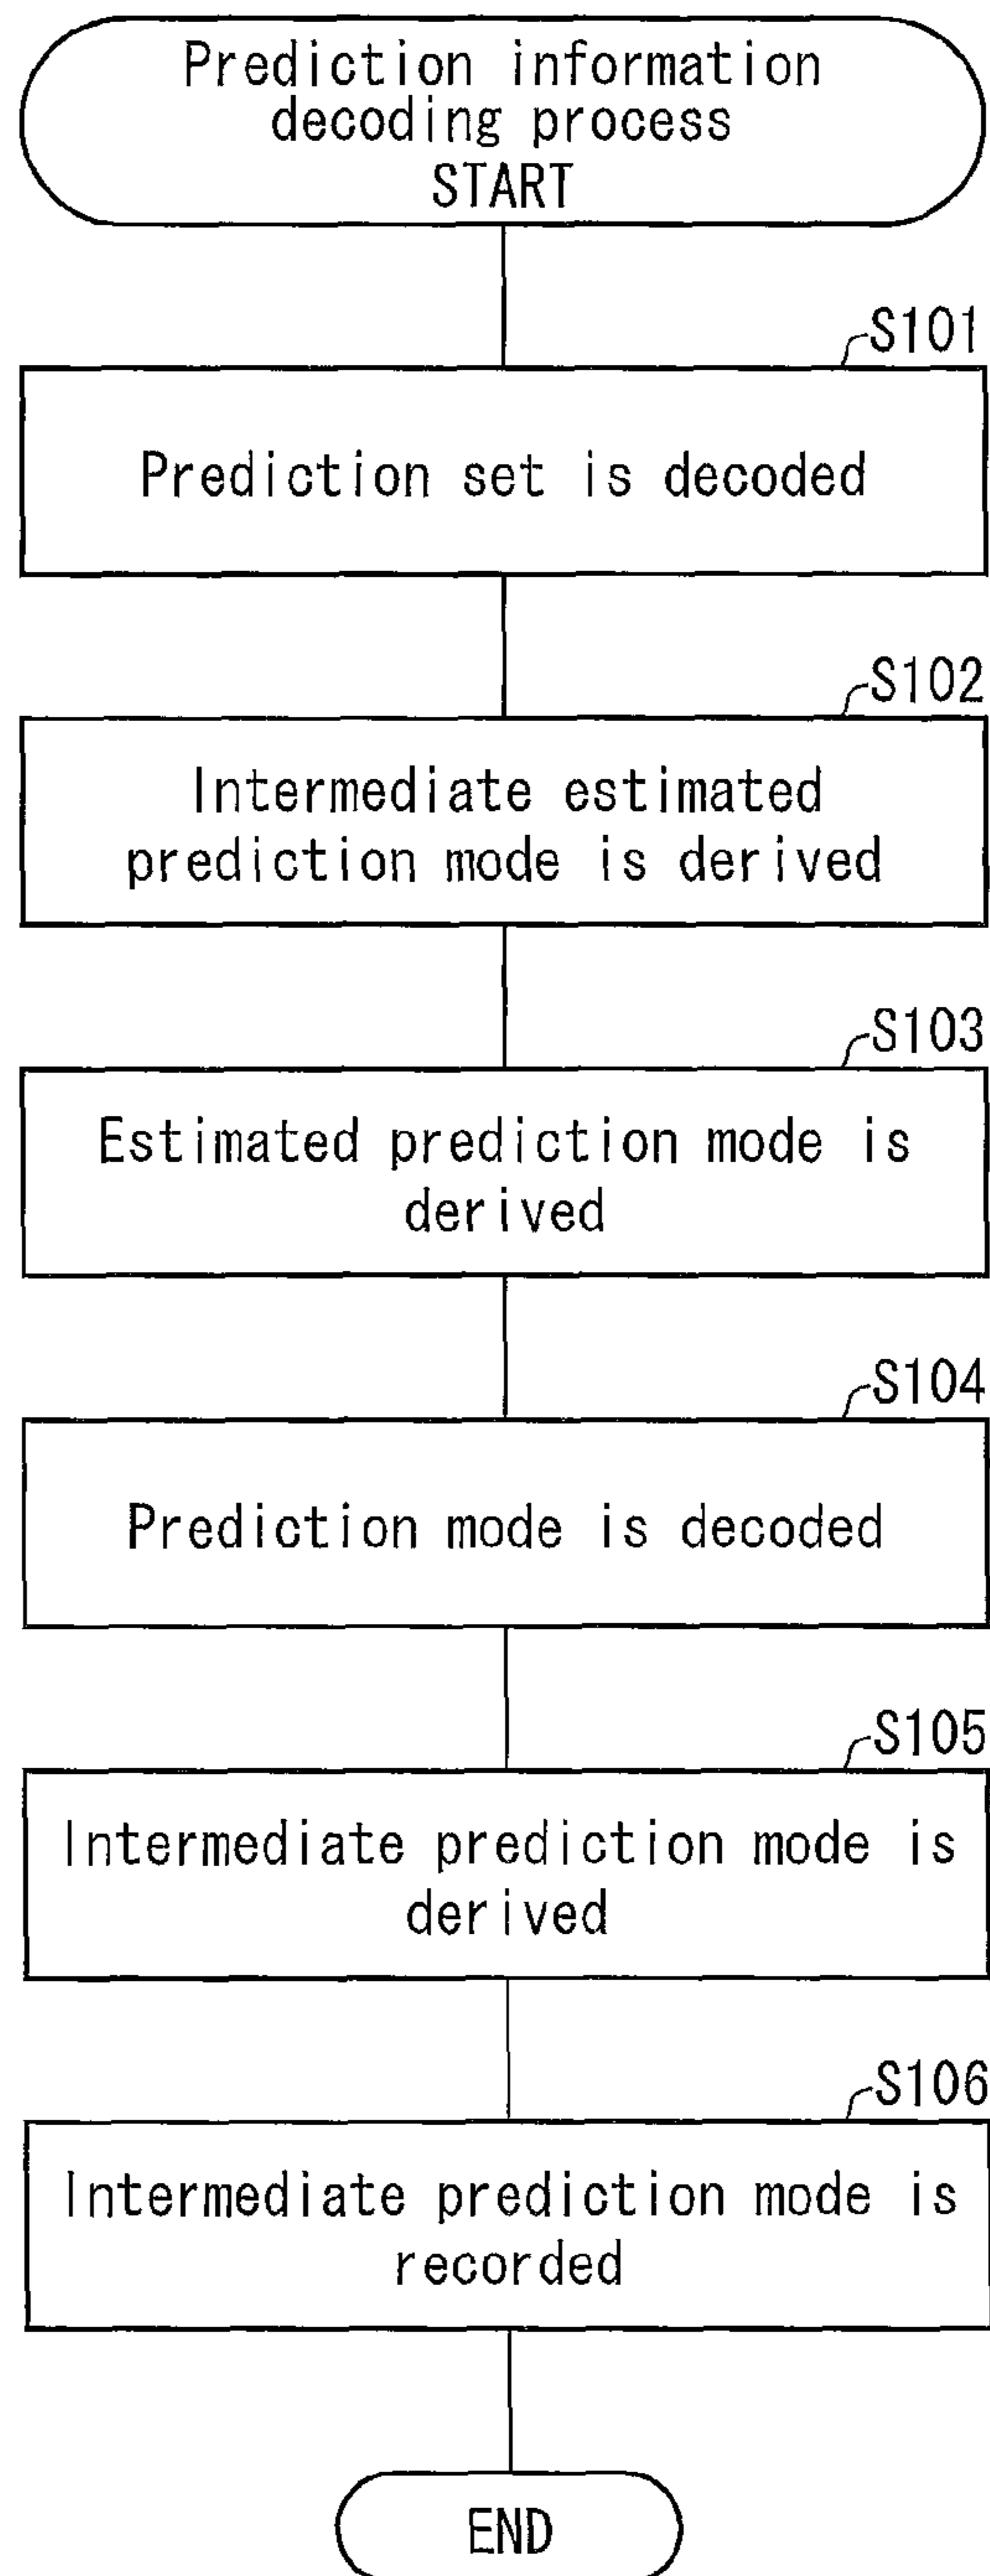 Prediction information
decoding process
START
S101
Prediction set is decoded
S102
Intermediate estimated
prediction mode is derived
S103
Estimated prediction mode is
derived
S104
Prediction mode is decoded
S105
Intermediate prediction mode is
derived
S106
Intermediate prediction mode is
recorded
END